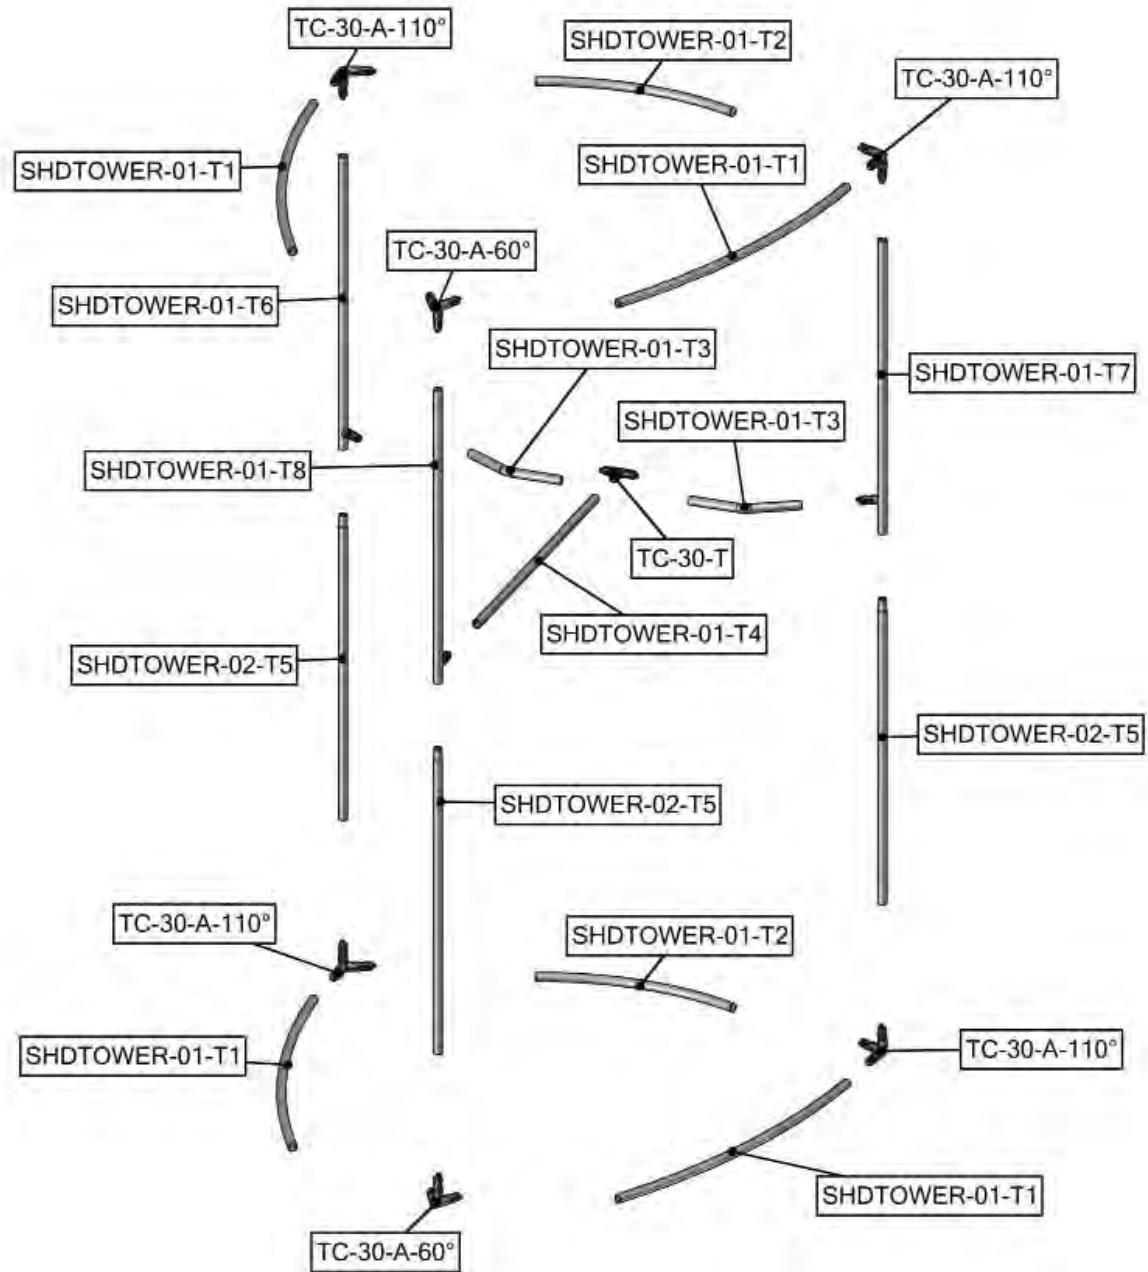 TC-30-A-110°
SHDTOWER-01-T2
TC-30-A-110°
SHDTOWER-01-T1
SHDTOWER-01-T1
TC-30-A-60°
SHDTOWER-01-T6
SHDTOWER-01-T3
SHDTOWER-01-T7
SHDTOWER-01-T3
SHDTOWER-01-T8
TC-30-T
SHDTOWER-01-T4
SHDTOWER-02-T5
SHDTOWER-02-T5
SHDTOWER-02-T5
TC-30-A-110°
SHDTOWER-01-T2
SHDTOWER-01-T1
TC-30-A-110°
SHDTOWER-01-T1
TC-30-A-60°